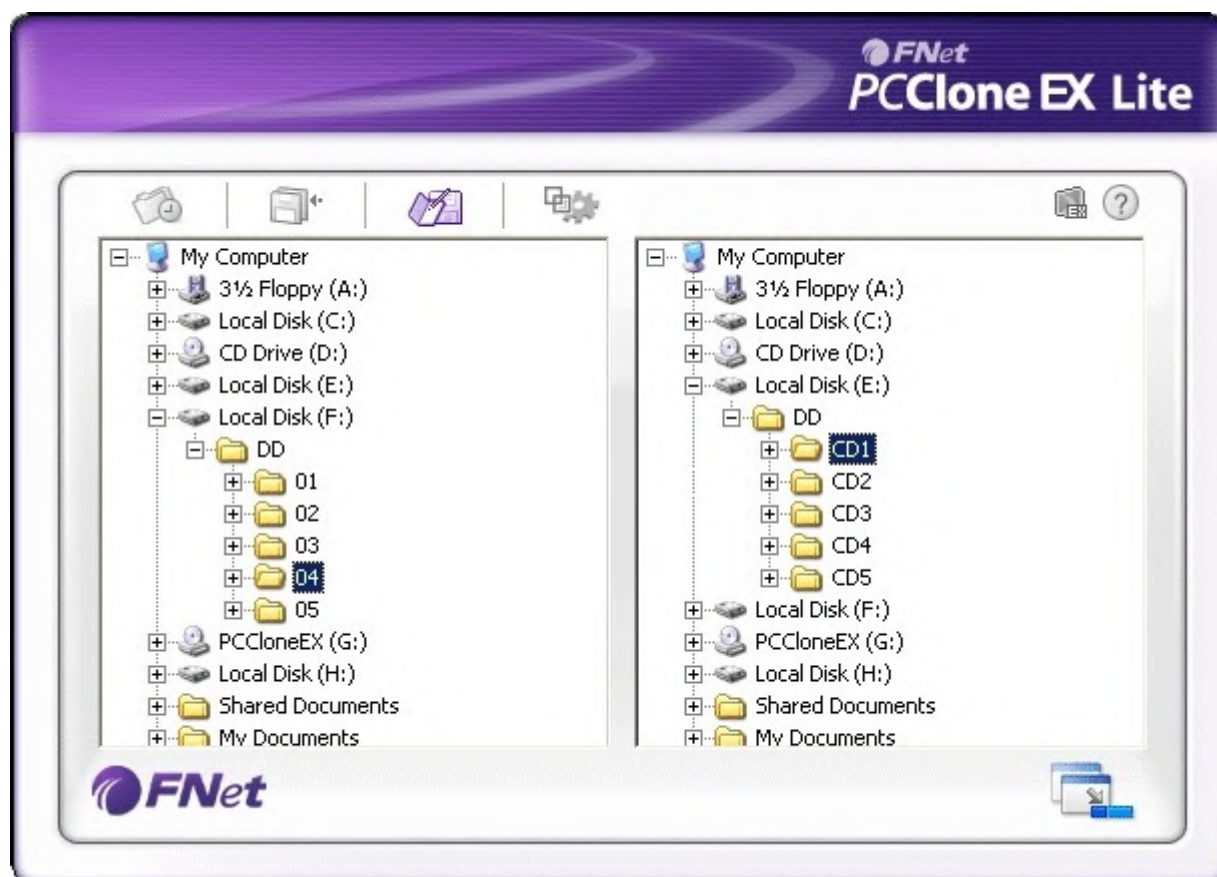 FNet
PCClone EX Lite
My Computer
3½ Floppy (A:)
Local Disk (C:)
CD Drive (D:)
Local Disk (E:)
Local Disk (F:)
DD
01
02
03
04
05
PCCloneEX (G:)
Local Disk (H:)
Shared Documents
My Documents
My Computer
3½ Floppy (A:)
Local Disk (C:)
CD Drive (D:)
Local Disk (E:)
DD
CD1
CD2
CD3
CD4
CD5
Local Disk (F:)
PCCloneEX (G:)
Local Disk (H:)
Shared Documents
My Documents
FNet